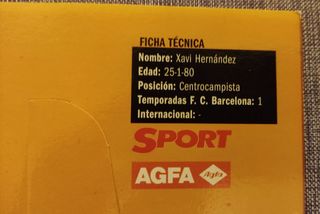 FICHA TÉCNICA
Nombre: Xavi Hernández
Edad: 25-1-80
Posición: Centrocampista
Temporadas F. C. Barcelona: 1
Internacional: -
SPORT
AGFA Agfa